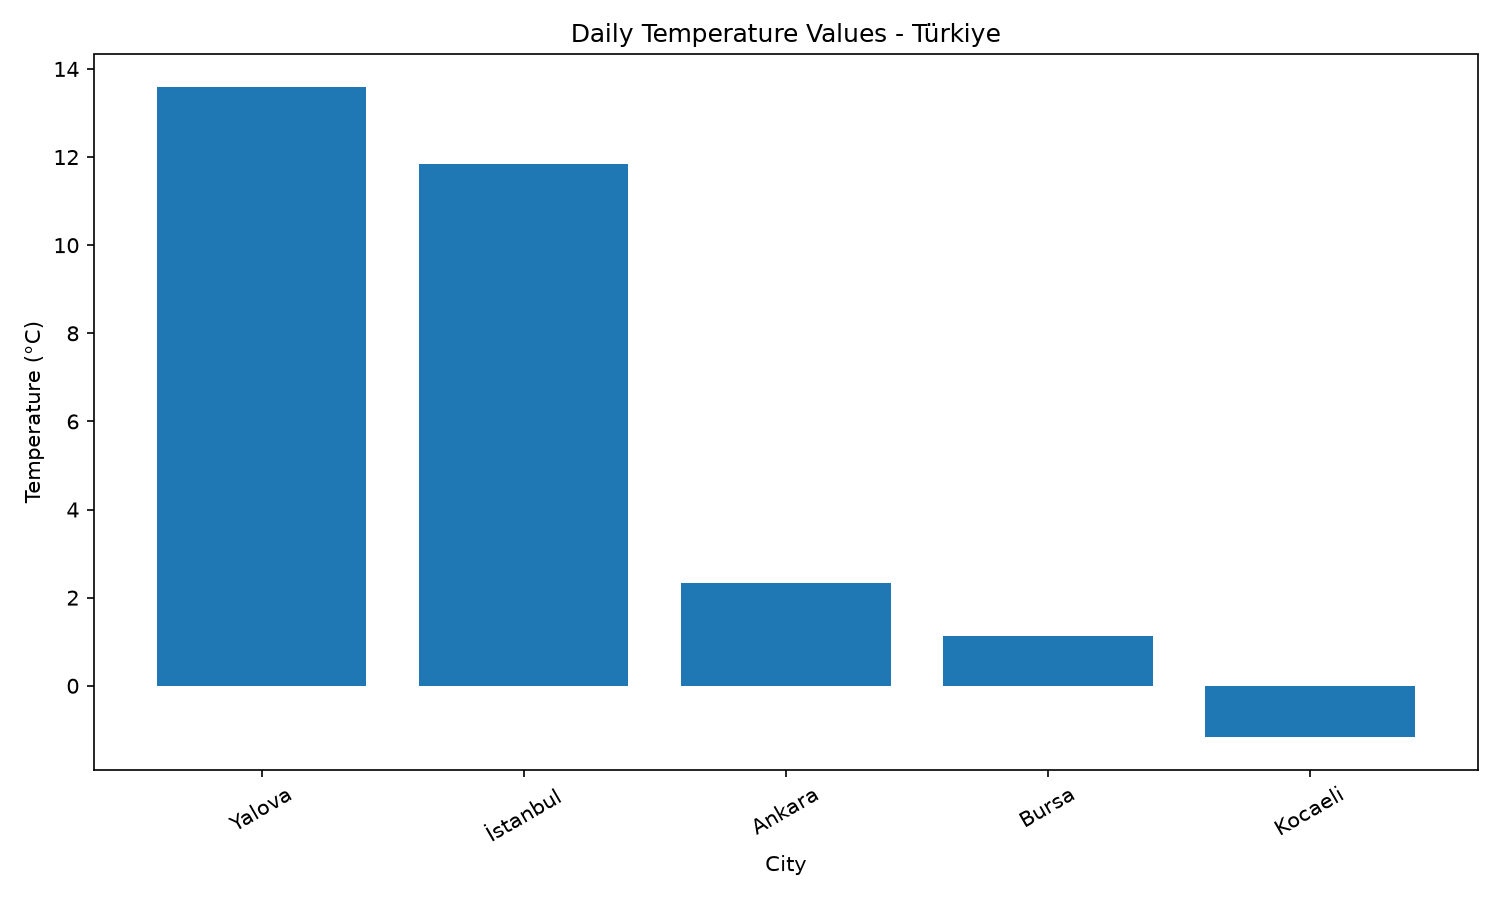 Daily Temperature Values - Türkiye
14
12
10
8
6
4
2
0
Temperature (°C)
Yalova
İstanbul
Ankara
Bursa
Kocaeli
City